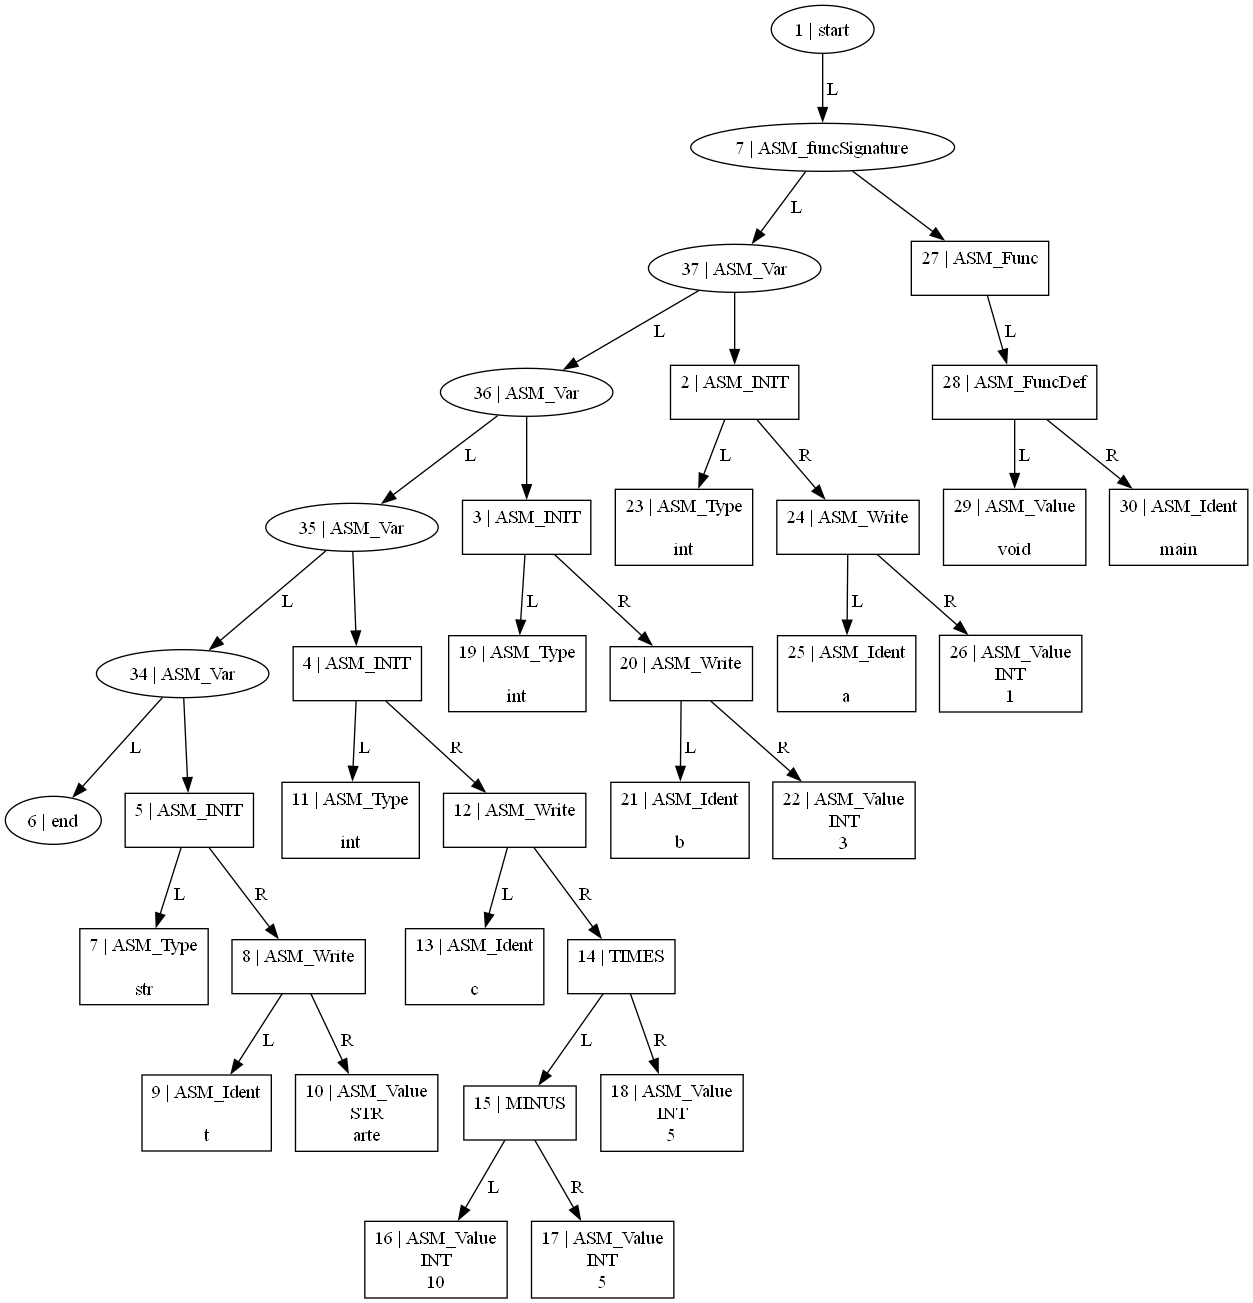 1 | start
L
7 | ASM_funcSignature
L
37 | ASM_Var
27 | ASM_Func
L
L
36 | ASM_Var
2 | ASM_INIT
28 | ASM_FuncDef
L
L
R
L
R
35 | ASM_Var
3 | ASM_INIT
23 | ASM_Type
int
24 | ASM_Write
29 | ASM_Value
void
30 | ASM_Ident
main
L
L
R
L
R
34 | ASM_Var
4 | ASM_INIT
19 | ASM_Type
int
20 | ASM_Write
25 | ASM_Ident
a
26 | ASM_Value
INT
1
L
L
R
L
R
6 | end
5 | ASM_INIT
11 | ASM_Type
int
12 | ASM_Write
21 | ASM_Ident
b
22 | ASM_Value
INT
3
L
R
L
R
7 | ASM_Type
str
8 | ASM_Write
13 | ASM_Ident
c
14 | TIMES
L
R
L
R
9 | ASM_Ident
t
10 | ASM_Value
STR
arte
15 | MINUS
18 | ASM_Value
INT
5
L
R
16 | ASM_Value
INT
10
17 | ASM_Value
INT
5